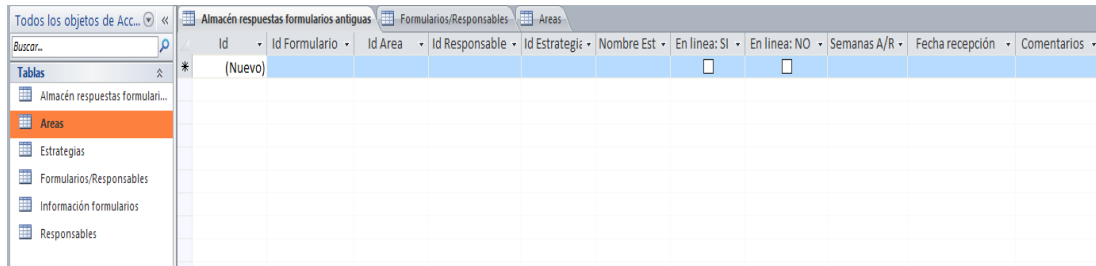 Todos los objetos de Acc...
Buscar...
Tablas
Almacén respuestas formulari...
Areas
Estrategias
Formularios/Responsables
Información formularios
Responsables
Almacén respuestas formularios antiguas Formularios/Responsables Areas
Id Id Formulario Id Area Id Responsable Id Estrategia Nombre Est En linea: SI En linea: NO Semanas A/R Fecha recepción Comentarios
(Nuevo)